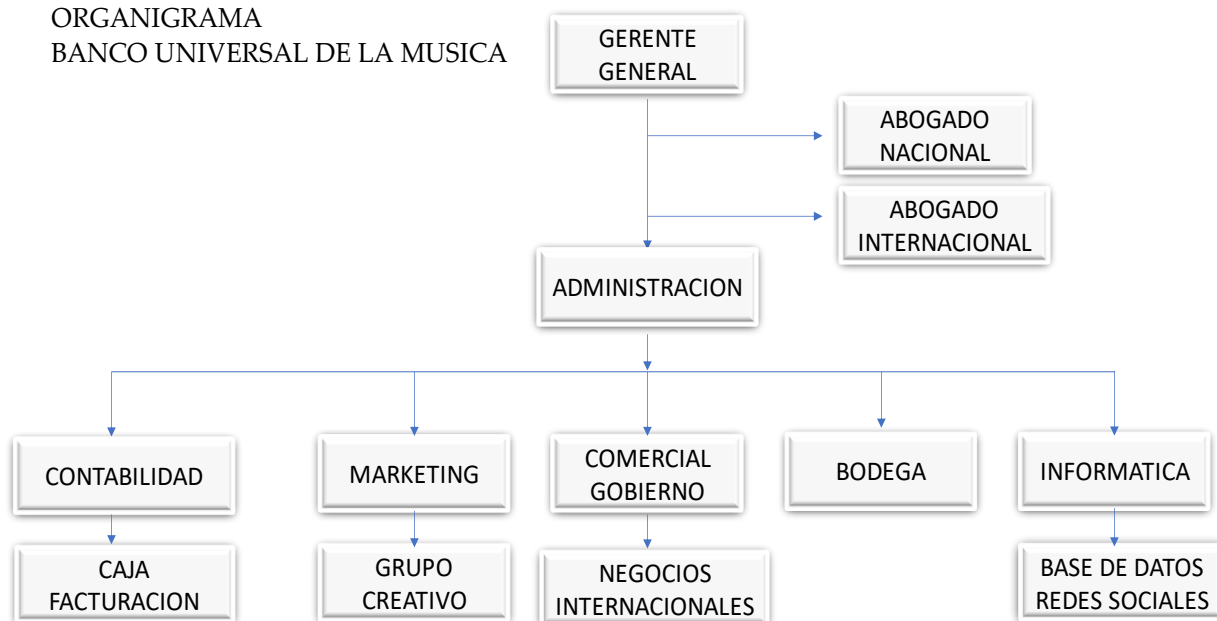 ORGANIGRAMA
BANCO UNIVERSAL DE LA MUSICA
GERENTE
GENERAL
ABOGADO
NACIONAL
ABOGADO
INTERNACIONAL
ADMINISTRACION
CONTABILIDAD
MARKETING
COMERCIAL
GOBIERNO
BODEGA
INFORMATICA
CAJA
FACTURACION
GRUPO
CREATIVO
NEGOCIOS
INTERNACIONALES
BASE DE DATOS
REDES SOCIALES